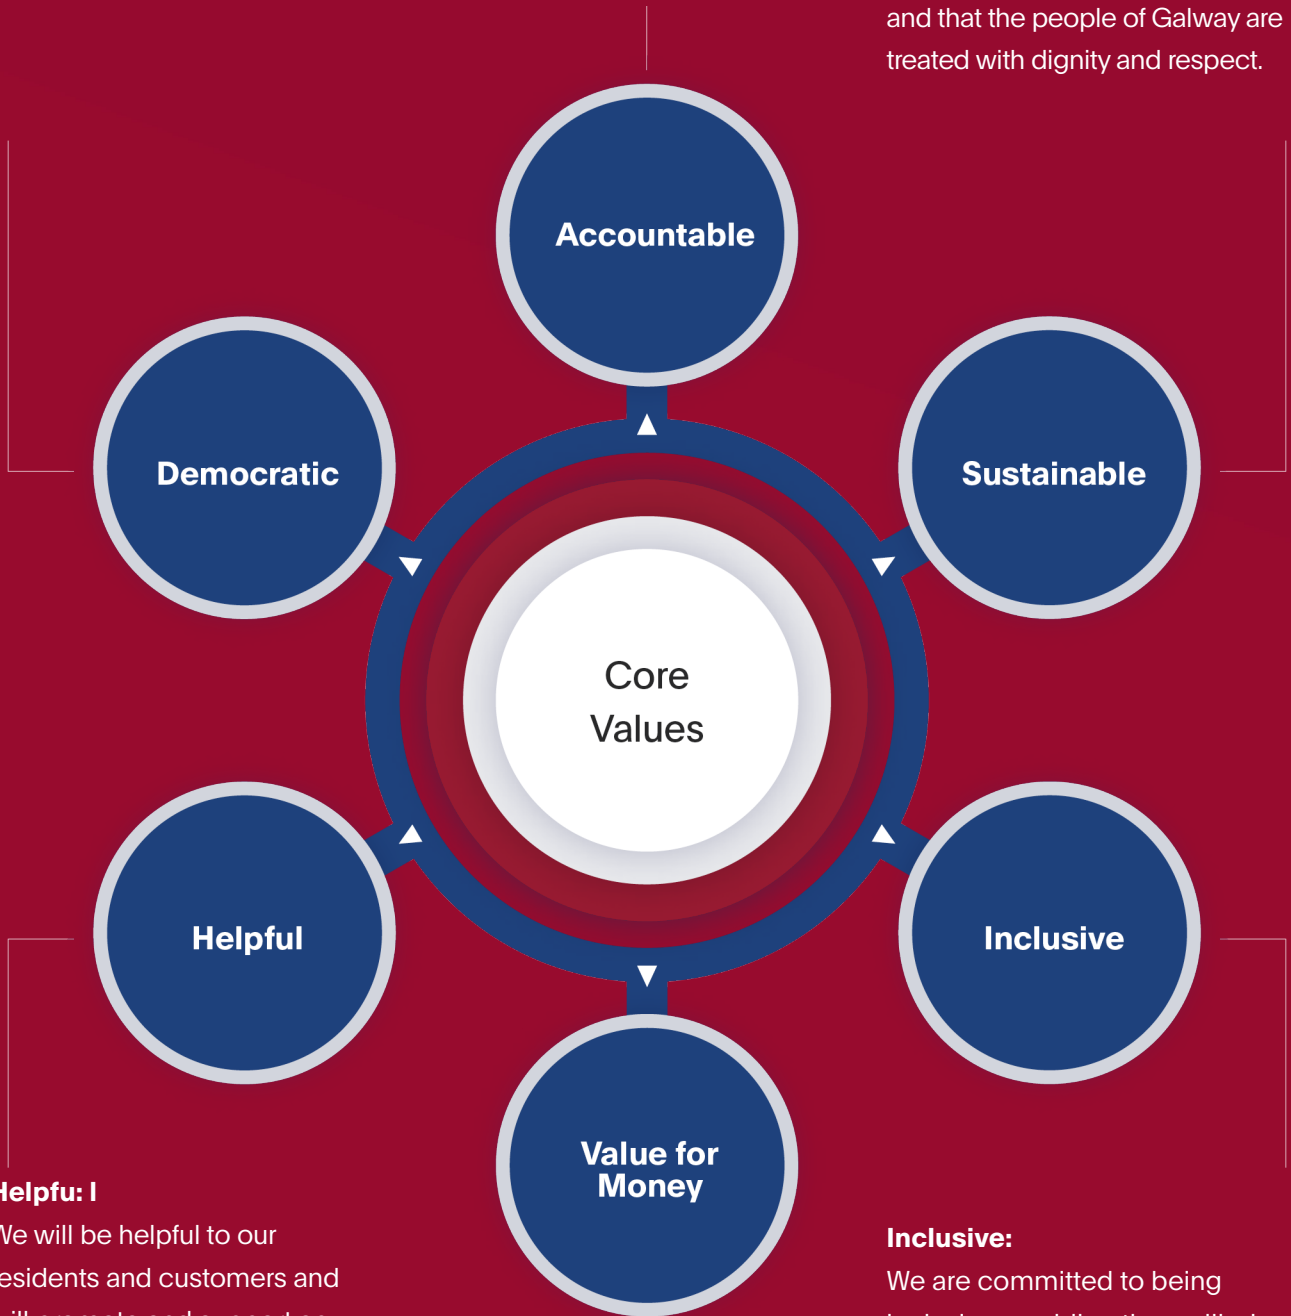 and that the people of Galway are
treated with dignity and respect.
Accountable
Democratic
Sustainable
Core
Values
Helpful
Inclusive
Value for
Money
Helpfu: l
We will be helpful to our
residents and customers and
Inclusive:
We are committed to being